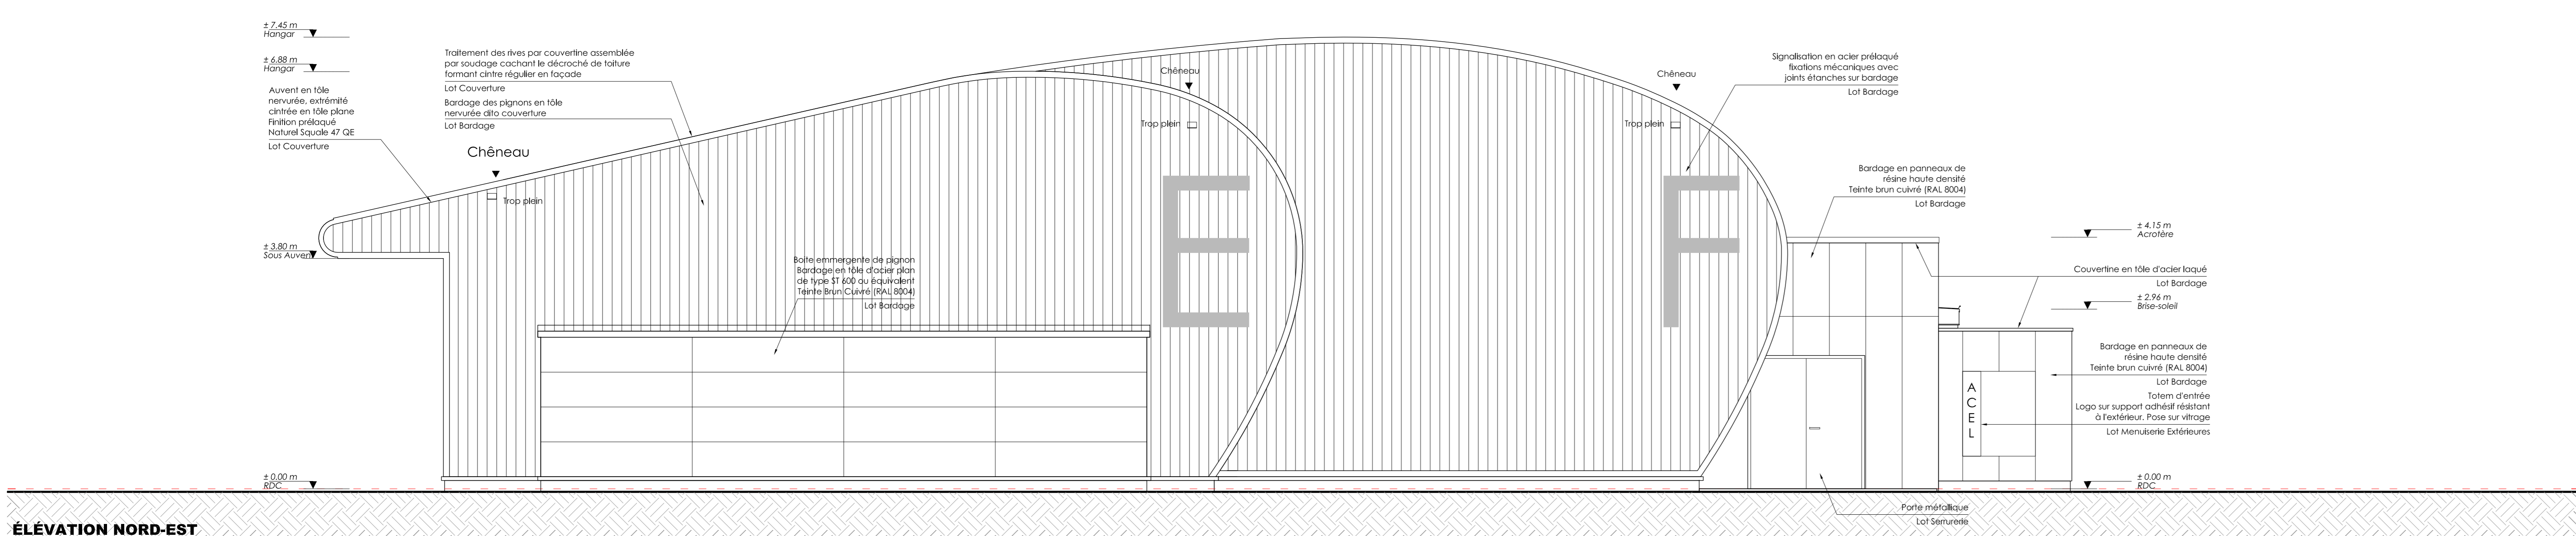 ± 7.45 m
Hangar
± 6.88 m
Hangar
Auvent en tôle
nervurée, extrémité
cintrée en tôle plane
Finition prélaqué
Naturel Squale 47 QE
Lot Couverture
± 3.80 m
Sous Auvent
± 0.00 m
RDC
Traitement des rives par couvertine assemblée
par soudage cachant le décroché de toiture
formant cintre régulier en façade
Lot Couverture
Bardage des pignons en tôle
nervurée dito couverture
Lot Bardage
Chêneau
Trop plein
Boite emmergente de pignon
Bardage en tôle d'acier plan
de type ST 600 ou équivalent
Teinte Brun Cuivré (RAL 8004)
Lot Bardage
Chêneau
Trop plein
E
Chêneau
Trop plein
F
Signalisation en acier prélaqué
fixations mécaniques avec
joints étanches sur bardage
Lot Bardage
Bardage en panneaux de
résine haute densité
Teinte brun cuivré (RAL 8004)
Lot Bardage
± 4.15 m
Acrotère
Couvertine en tôle d'acier laqué
Lot Bardage
± 2.96 m
Brise-soleil
Bardage en panneaux de
résine haute densité
Teinte brun cuivré (RAL 8004)
Lot Bardage
Totem d'entrée
Logo sur support adhésif résistant
à l'extérieur. Pose sur vitrage
Lot Menuiserie Extérieures
A
C
E
L
± 0.00 m
RDC
Porte métallique
Lot Serrurerie
ÉLÉVATION NORD-EST